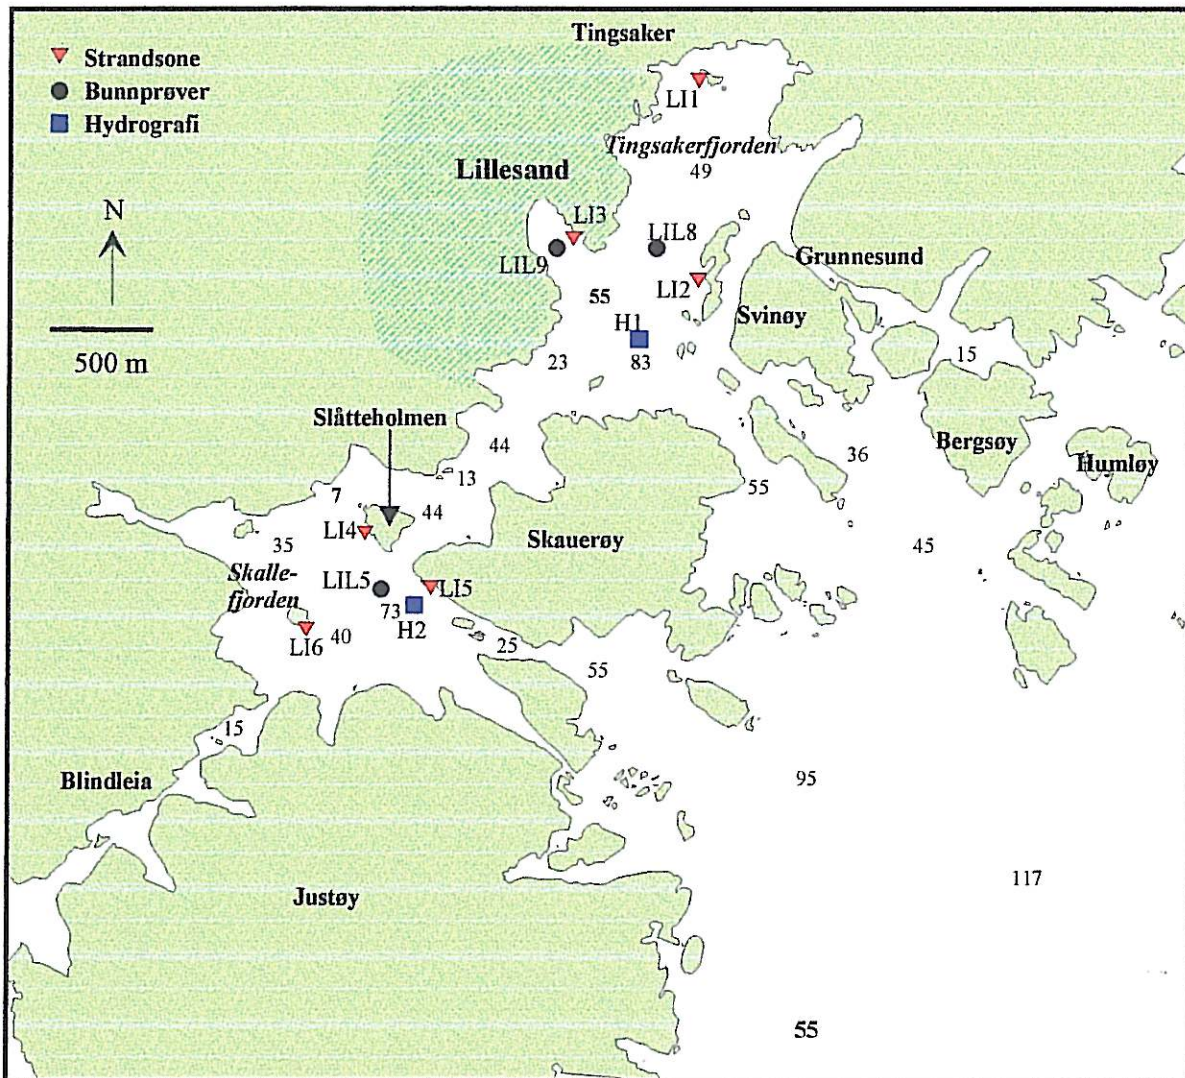 Tingsaker
Strandsone
Bunnprøver
Hydrografi
LI1
Tingsakerfjorden
49
Lillesand
N
LI3
LIL8
LIL9
Grunnesund
LI2
55
Svinøy
H1
500 m
23
83
15
Slåtteholmen
44
36
Bergsøy
Humløy
13
7
55
44
LI4
Skauerøy
35
45
Skalle-
fjorden
LIL5
LI5
73
H2
LI6
40
25
55
15
Blindleia
95
117
Justøy
55